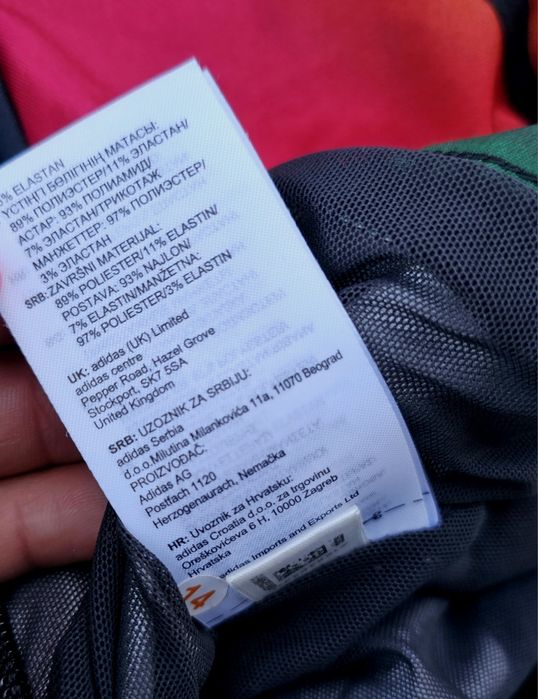 % ELASTAN
ҮСТІҢГІ БӨЛІГІНІҢ МАТАСЫ:
89% ПОЛИЭСТЕР/11% ЭЛАСТАН/
АСТАР: 93% ПОЛИАМИД/
7% ЭЛАСТАН/ТРИКОТАЖ
МАНЖЕТТЕР: 97% ПОЛИЭСТЕР/
3% ЭЛАСТАН
SRB: ZAVRŠNI MATERIJAL:
89% POLIESTER/11% ELASTIN/
POSTAVA: 93% NAJLON/
7% ELASTIN/MANŽETNA:
97% POLIESTER/3% ELASTIN
UK: adidas (UK) Limited
adidas centre
Pepper Road, Hazel Grove
Stockport, SK7 5SA
United Kingdom
SRB: UZOZNIK ZA SRBIJU:
adidas Serbia
d.o.o.Milutina Milankovića 11a, 11070 Beograd
PROIZVOĐAČ:
Adidas AG
Postfach 1120
Herzogenaurach, Nemačka
HR: Uvoznik za Hrvatsku:
adidas Croatia d.o.o. za trgovinu
Oreškovićeva 6 H, 10000 Zagreb
Hrvatska
adidas Imports and Exports Ltd
14